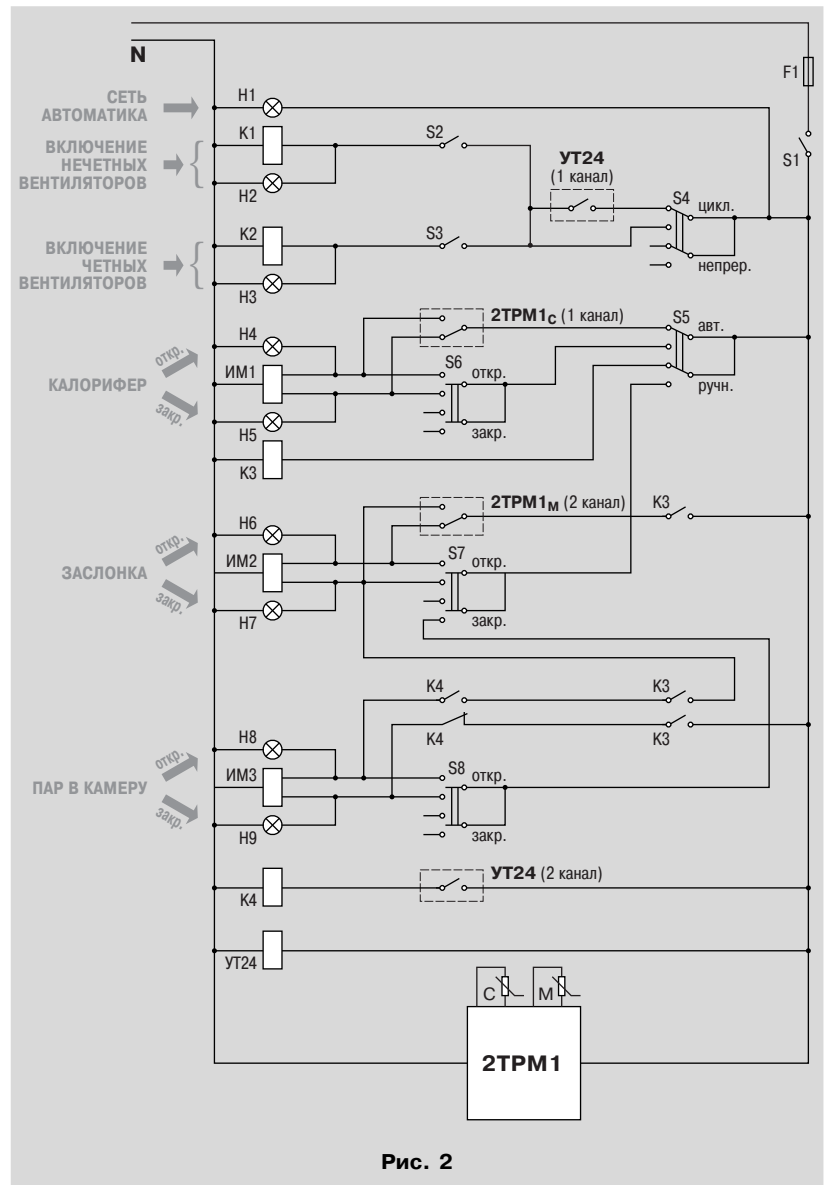 N
F1
СЕТЬ
АВТОМАТИКА
H1
K1
S2
S1
ВКЛЮЧЕНИЕ
НЕЧЕТНЫХ
ВЕНТИЛЯТОРОВ
УТ24
(1 канал)
H2
S4
цикл.
K2
S3
ВКЛЮЧЕНИЕ
ЧЕТНЫХ
ВЕНТИЛЯТОРОВ
непрер.
H3
2ТРМ1С (1 канал)
S5
авт.
H4
откр.
S6
откр.
ИМ1
КАЛОРИФЕР
ручн.
закр.
H5
закр.
K3
2ТРМ1М (2 канал)
K3
H6
откр.
S7
откр.
ИМ2
ЗАСЛОНКА
закр.
H7
закр.
K4
K3
K4
K3
H8
откр.
S8
откр.
ИМ3
ПАР В КАМЕРУ
закр.
H9
закр.
УТ24 (2 канал)
K4
УТ24
С
М
2ТРМ1
Рис. 2